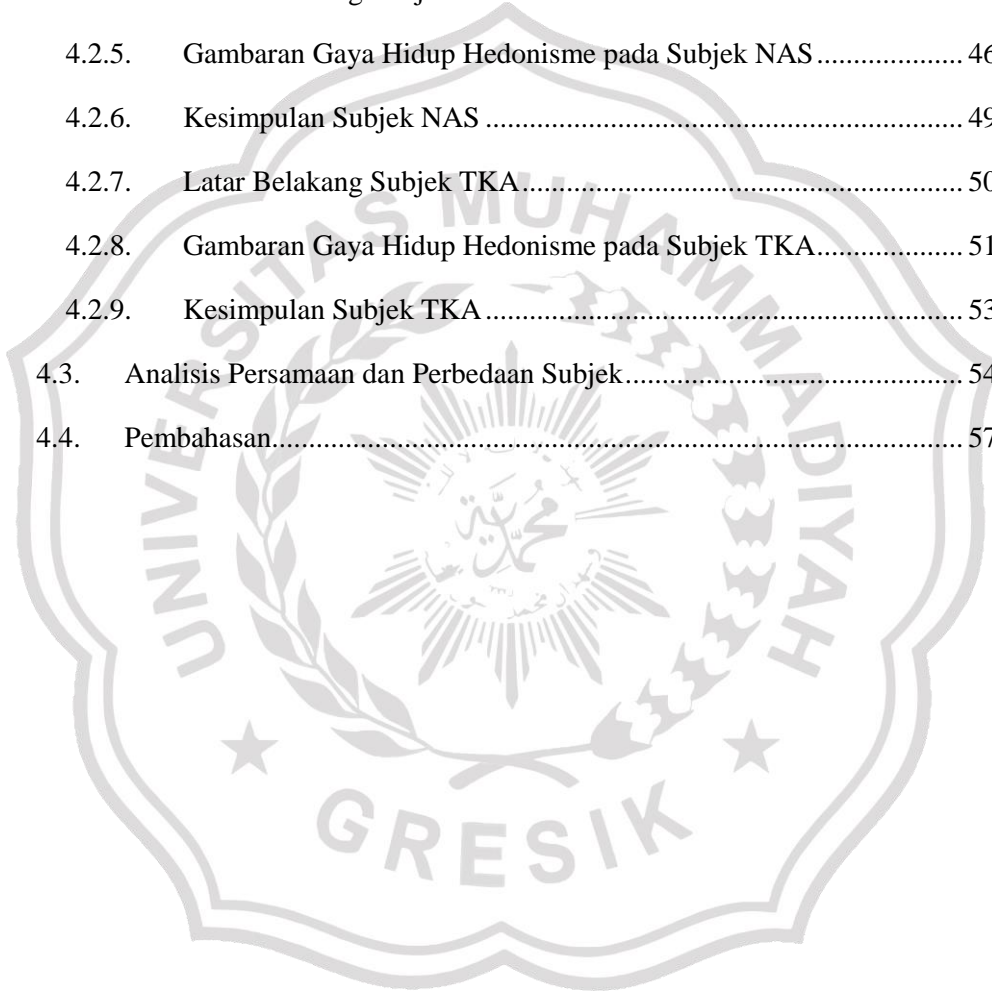 4.2.5. Gambaran Gaya Hidup Hedonisme pada Subjek NAS ................... 46
4.2.6. Kesimpulan Subjek NAS ............................................................. 49
4.2.7. Latar Belakang Subjek TKA........................................................ 50
4.2.8. Gambaran Gaya Hidup Hedonisme pada Subjek TKA................... 51
4.2.9. Kesimpulan Subjek TKA ............................................................. 53
4.3. Analisis Persamaan dan Perbedaan Subjek........................................... 54
4.4. Pembahasan......................................................................................... 57
UNIVERSITAS MUHAMMADIYAH
GRESIK